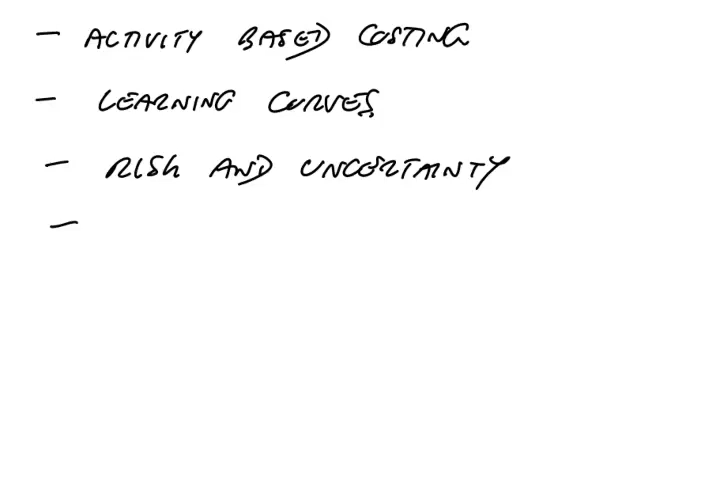 - ACTIVITY BASED COSTING
- LEARNING CURVES
- RISK AND UNCERTAINTY
-